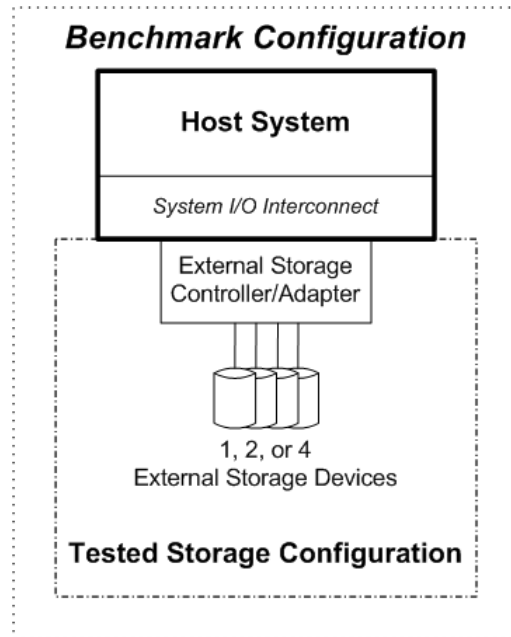 Benchmark Configuration
Host System
System I/O Interconnect
External Storage
Controller/Adapter
1, 2, or 4
External Storage Devices
Tested Storage Configuration